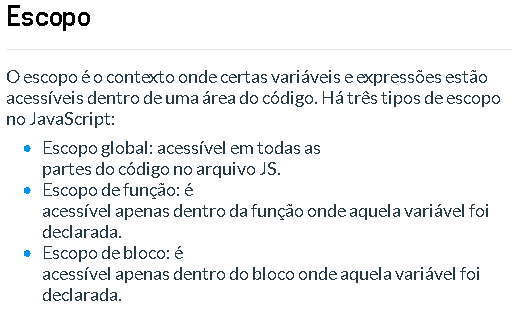 Escopo
O escopo é o contexto onde certas variáveis e expressões estão
acessíveis dentro de uma área do código. Há três tipos de escopo
no JavaScript:
Escopo global: acessível em todas as
partes do código no arquivo JS.
Escopo de função: é
acessível apenas dentro da função onde aquela variável foi
declarada.
Escopo de bloco: é
acessível apenas dentro do bloco onde aquela variável foi
declarada.